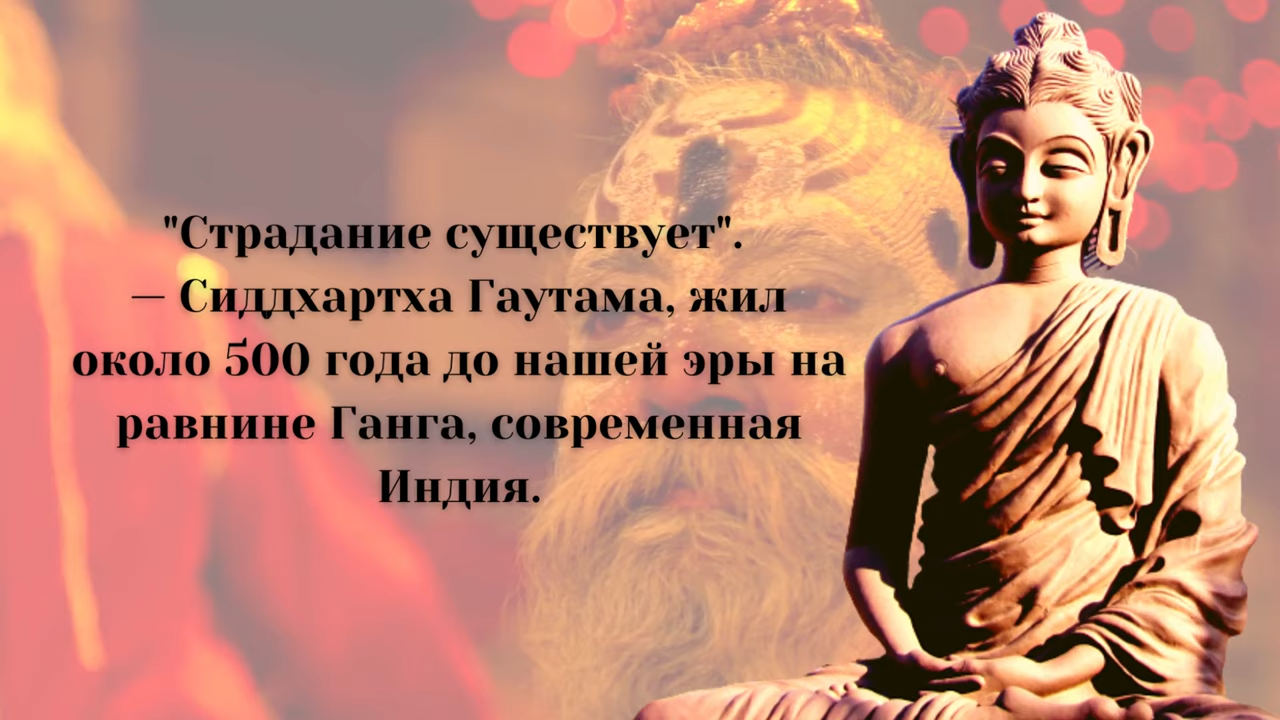 "Страдание существует".
— Сиддхартха Гаутама, жил
около 500 года до нашей эры на
равнине Ганга, современная
Индия.